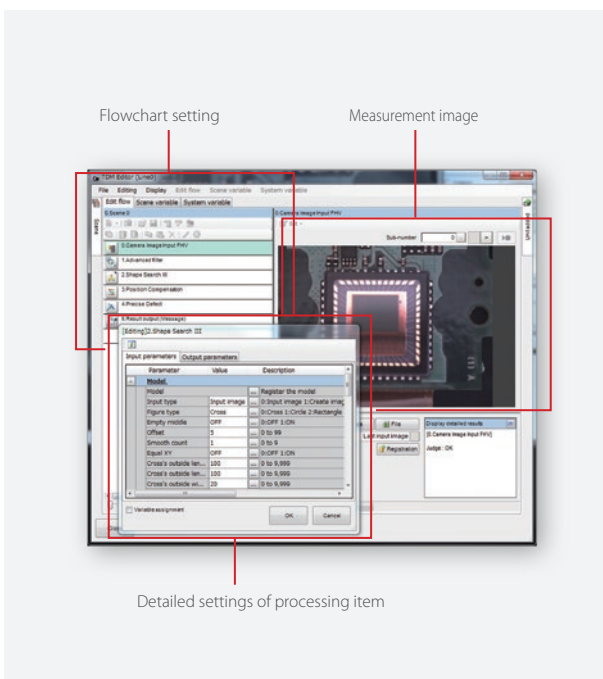 Flowchart setting
Measurement image
TDM Editor (Line0)
File Editing Display Edit flow Scene variable System variable
Edit flow Scene variable System variable
Scene
0.Scene 0
0.Camera Image Input FHV
Sub-number 0
0.Camera Image Input FHV
1.Advanced filter
2.Shape Search III
3.Position Compensation
4.Precise Defect
5.Result output (Message)
[Editing]2.Shape Search III
Input parameters Output parameters
Parameter Value Description
Model
Model ... Register the model
Input type Input image ... 0:Input image 1:Create imag
Figure type Cross ... 0:Cross 1:Circle 2:Rectangle
Empty middle OFF ... 0:OFF 1:ON
Offset 5 ... 0 to 99
Smooth count 1 ... 0 to 9
Equal XY OFF ... 0:OFF 1:ON
Cross's outside len... 100 ... 0 to 9,999
Cross's outside len... 100 ... 0 to 9,999
Cross's outside wi... 20 ... 0 to 9,999
Variable assignment
OK Cancel
File
Last input image
Registration
Display detailed results
[0.Camera Image Input FHV]
Judge : OK
Detailed settings of processing item